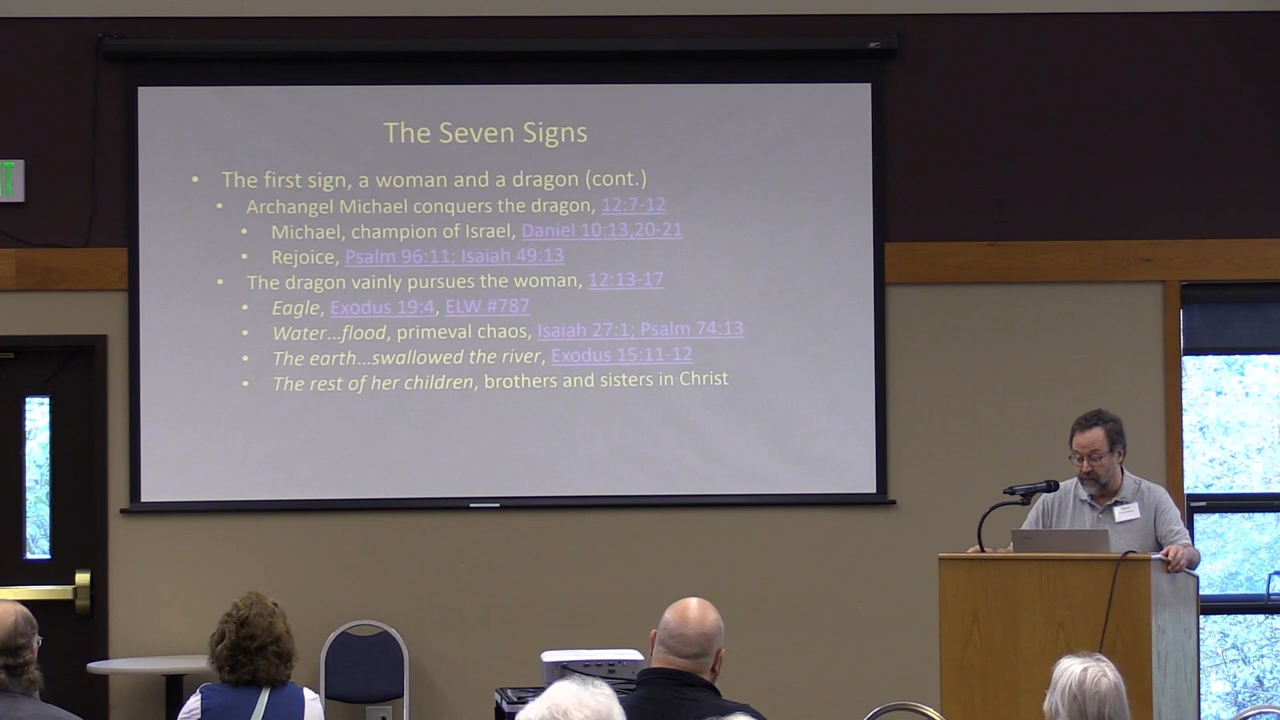 The Seven Signs
• The first sign, a woman and a dragon (cont.)
• Archangel Michael conquers the dragon, 12:7-12
• Michael, champion of Israel, Daniel 10:13,20-21
• Rejoice, Psalm 96:11; Isaiah 49:13
• The dragon vainly pursues the woman, 12:13-17
• Eagle, Exodus 19:4, ELW #787
• Water...flood, primeval chaos, Isaiah 27:1; Psalm 74:13
• The earth...swallowed the river, Exodus 15:11-12
• The rest of her children, brothers and sisters in Christ